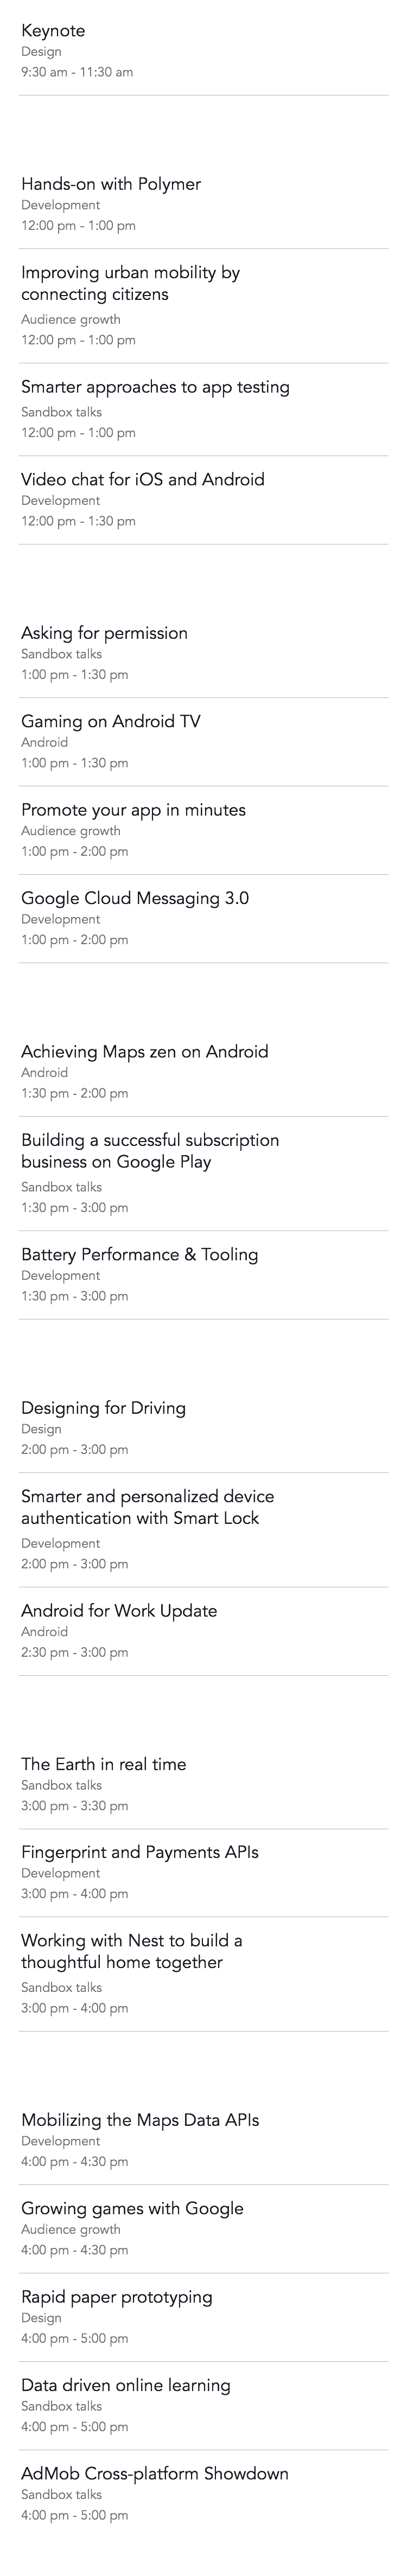 Keynote
Design
9:30 am - 11:30 am
Hands-on with Polymer
Development
12:00 pm - 1:00 pm
Improving urban mobility by
connecting citizens
Audience growth
12:00 pm - 1:00 pm
Smarter approaches to app testing
Sandbox talks
12:00 pm - 1:00 pm
Video chat for iOS and Android
Development
12:00 pm - 1:30 pm
Asking for permission
Sandbox talks
1:00 pm - 1:30 pm
Gaming on Android TV
Android
1:00 pm - 1:30 pm
Promote your app in minutes
Audience growth
1:00 pm - 2:00 pm
Google Cloud Messaging 3.0
Development
1:00 pm - 2:00 pm
Achieving Maps zen on Android
Android
1:30 pm - 2:00 pm
Building a successful subscription
business on Google Play
Sandbox talks
1:30 pm - 3:00 pm
Battery Performance & Tooling
Development
1:30 pm - 3:00 pm
Designing for Driving
Design
2:00 pm - 3:00 pm
Smarter and personalized device
authentication with Smart Lock
Development
2:00 pm - 3:00 pm
Android for Work Update
Android
2:30 pm - 3:00 pm
The Earth in real time
Sandbox talks
3:00 pm - 3:30 pm
Fingerprint and Payments APIs
Development
3:00 pm - 4:00 pm
Working with Nest to build a
thoughtful home together
Sandbox talks
3:00 pm - 4:00 pm
Mobilizing the Maps Data APIs
Development
4:00 pm - 4:30 pm
Growing games with Google
Audience growth
4:00 pm - 4:30 pm
Rapid paper prototyping
Design
4:00 pm - 5:00 pm
Data driven online learning
Sandbox talks
4:00 pm - 5:00 pm
AdMob Cross-platform Showdown
Sandbox talks
4:00 pm - 5:00 pm